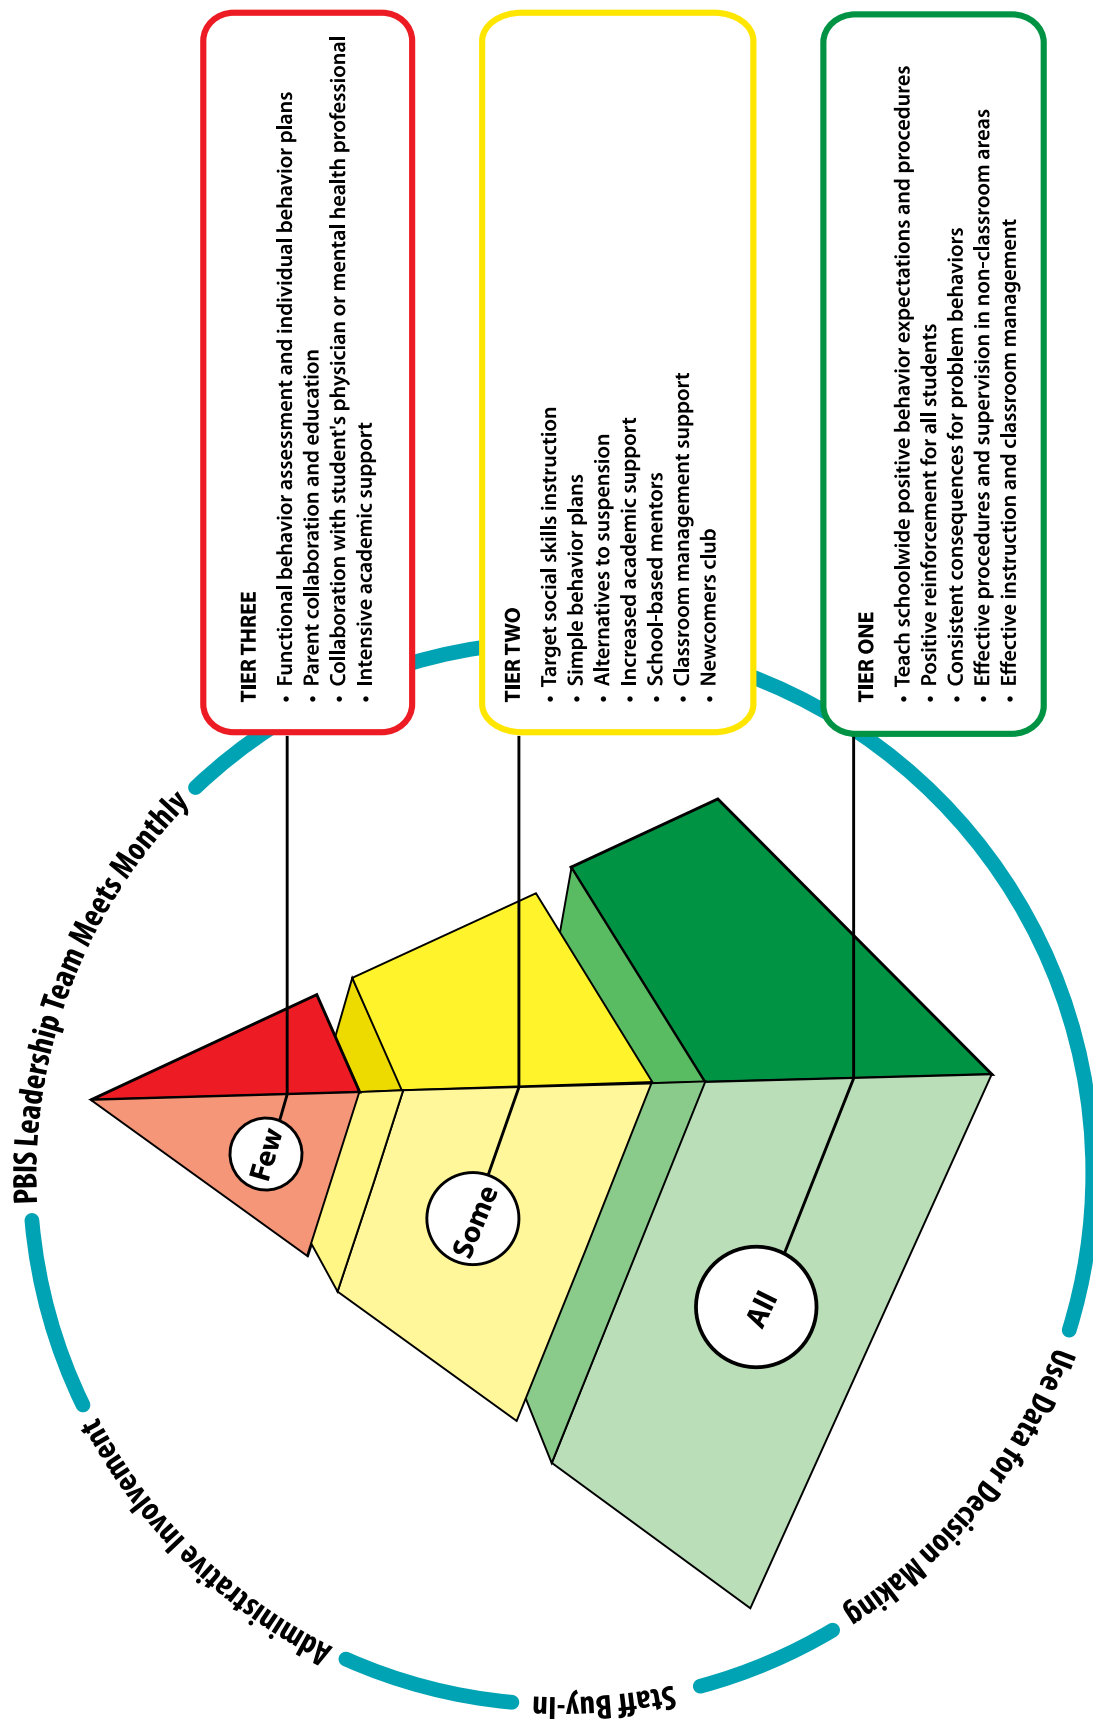 PBIS Leadership Team Meets Monthly
Administrative Involvement
Staff Buy-In
Use Data for Decision Making
Few
Some
All
TIER THREE
• Functional behavior assessment and individual behavior plans
• Parent collaboration and education
• Collaboration with student's physician or mental health professional
• Intensive academic support
TIER TWO
• Target social skills instruction
• Simple behavior plans
• Alternatives to suspension
• Increased academic support
• School-based mentors
• Classroom management support
• Newcomers club
TIER ONE
• Teach schoolwide positive behavior expectations and procedures
• Positive reinforcement for all students
• Consistent consequences for problem behaviors
• Effective procedures and supervision in non-classroom areas
• Effective instruction and classroom management